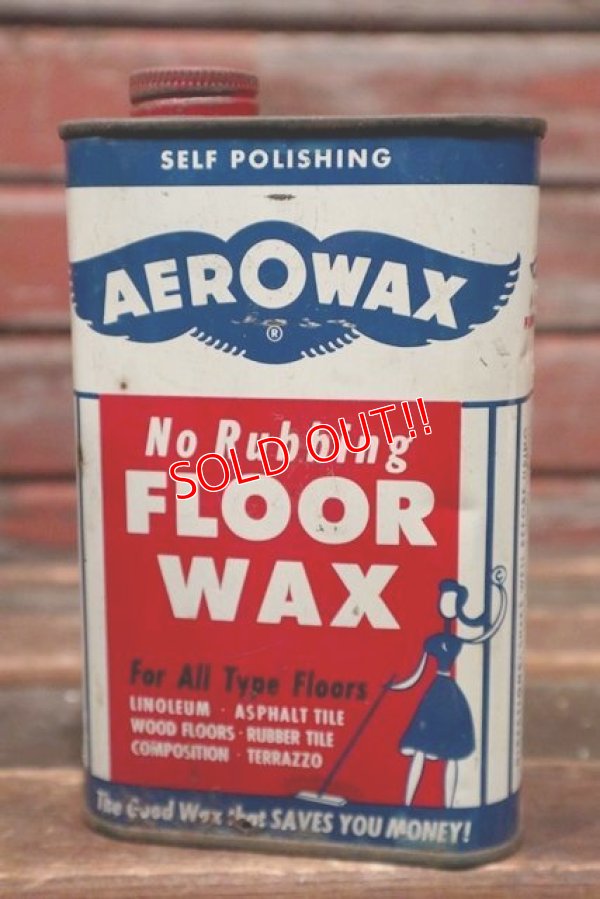 SELF POLISHING
AEROWAX
®
No Rubbing
SOLD OUT!!
FLOOR
WAX
For All Type Floors
LINOLEUM · ASPHALT TILE
WOOD FLOORS · RUBBER TILE
COMPOSITION · TERRAZZO
The Good Wax that SAVES YOU MONEY!